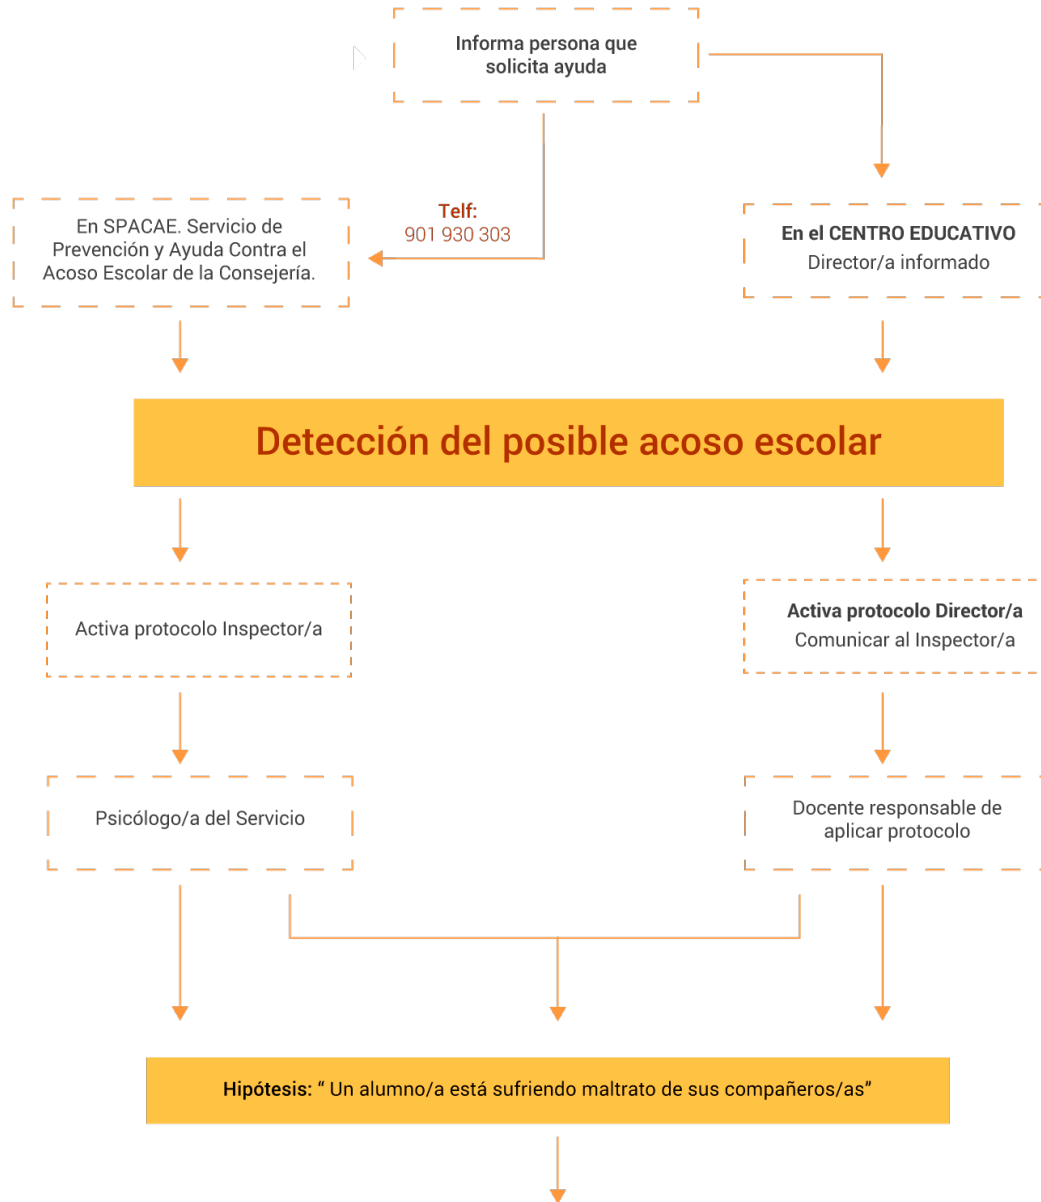 Informa persona que
solicita ayuda
Telf:
901 930 303
En SPACAE. Servicio de
Prevención y Ayuda Contra el
Acoso Escolar de la Consejería.
En el CENTRO EDUCATIVO
Director/a informado
Detección del posible acoso escolar
Activa protocolo Inspector/a
Activa protocolo Director/a
Comunicar al Inspector/a
Psicólogo/a del Servicio
Docente responsable de
aplicar protocolo
Hipótesis: “ Un alumno/a está sufriendo maltrato de sus compañeros/as”